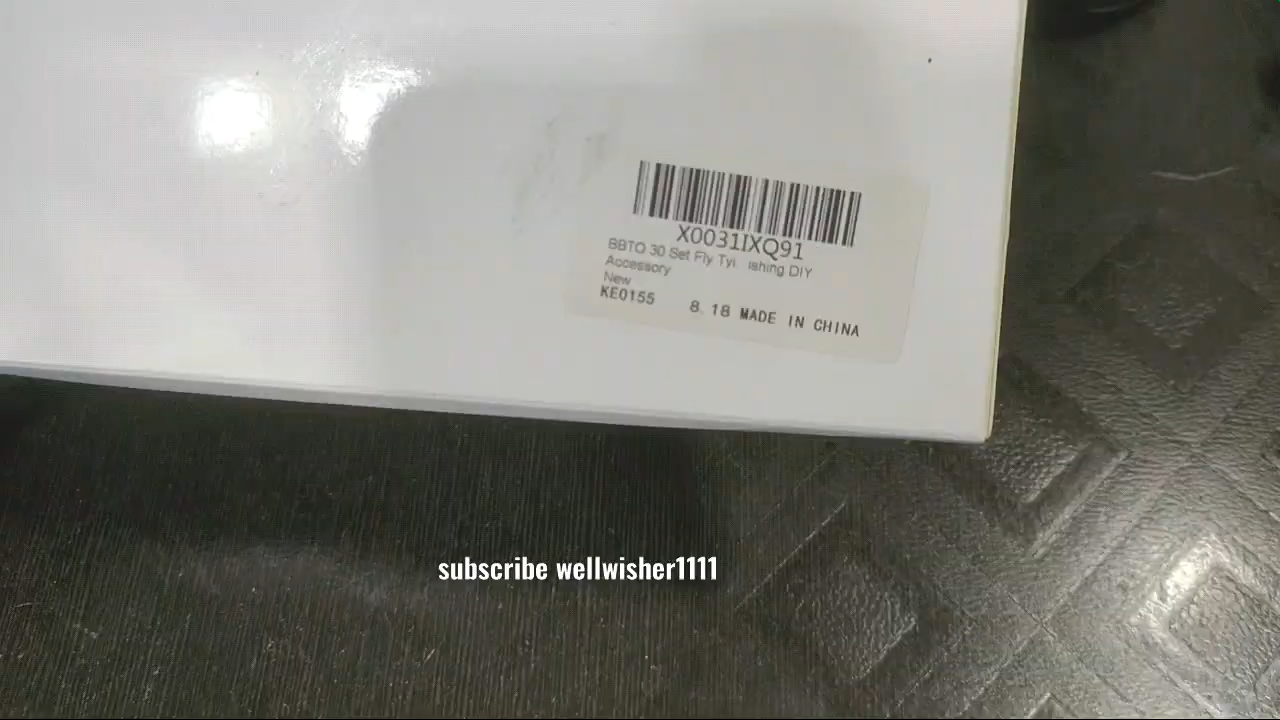 X0031IXQ91
BBTO 30 Set Fly Tyi ishing DIY
Accessory
New
KE0155 8.18 MADE IN CHINA
subscribe wellwisher1111